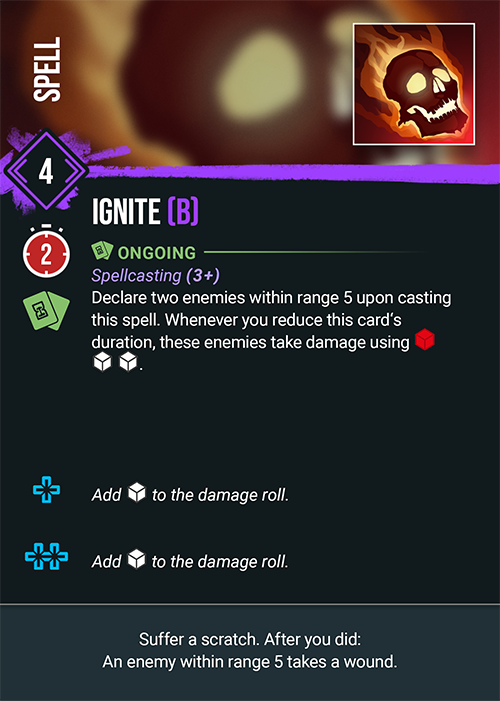 SPELL
4
IGNITE (B)
2
ONGOING
Spellcasting (3+)
Declare two enemies within range 5 upon casting
this spell. Whenever you reduce this card's
duration, these enemies take damage using
.
Add to the damage roll.
Add to the damage roll.
Suffer a scratch. After you did:
An enemy within range 5 takes a wound.